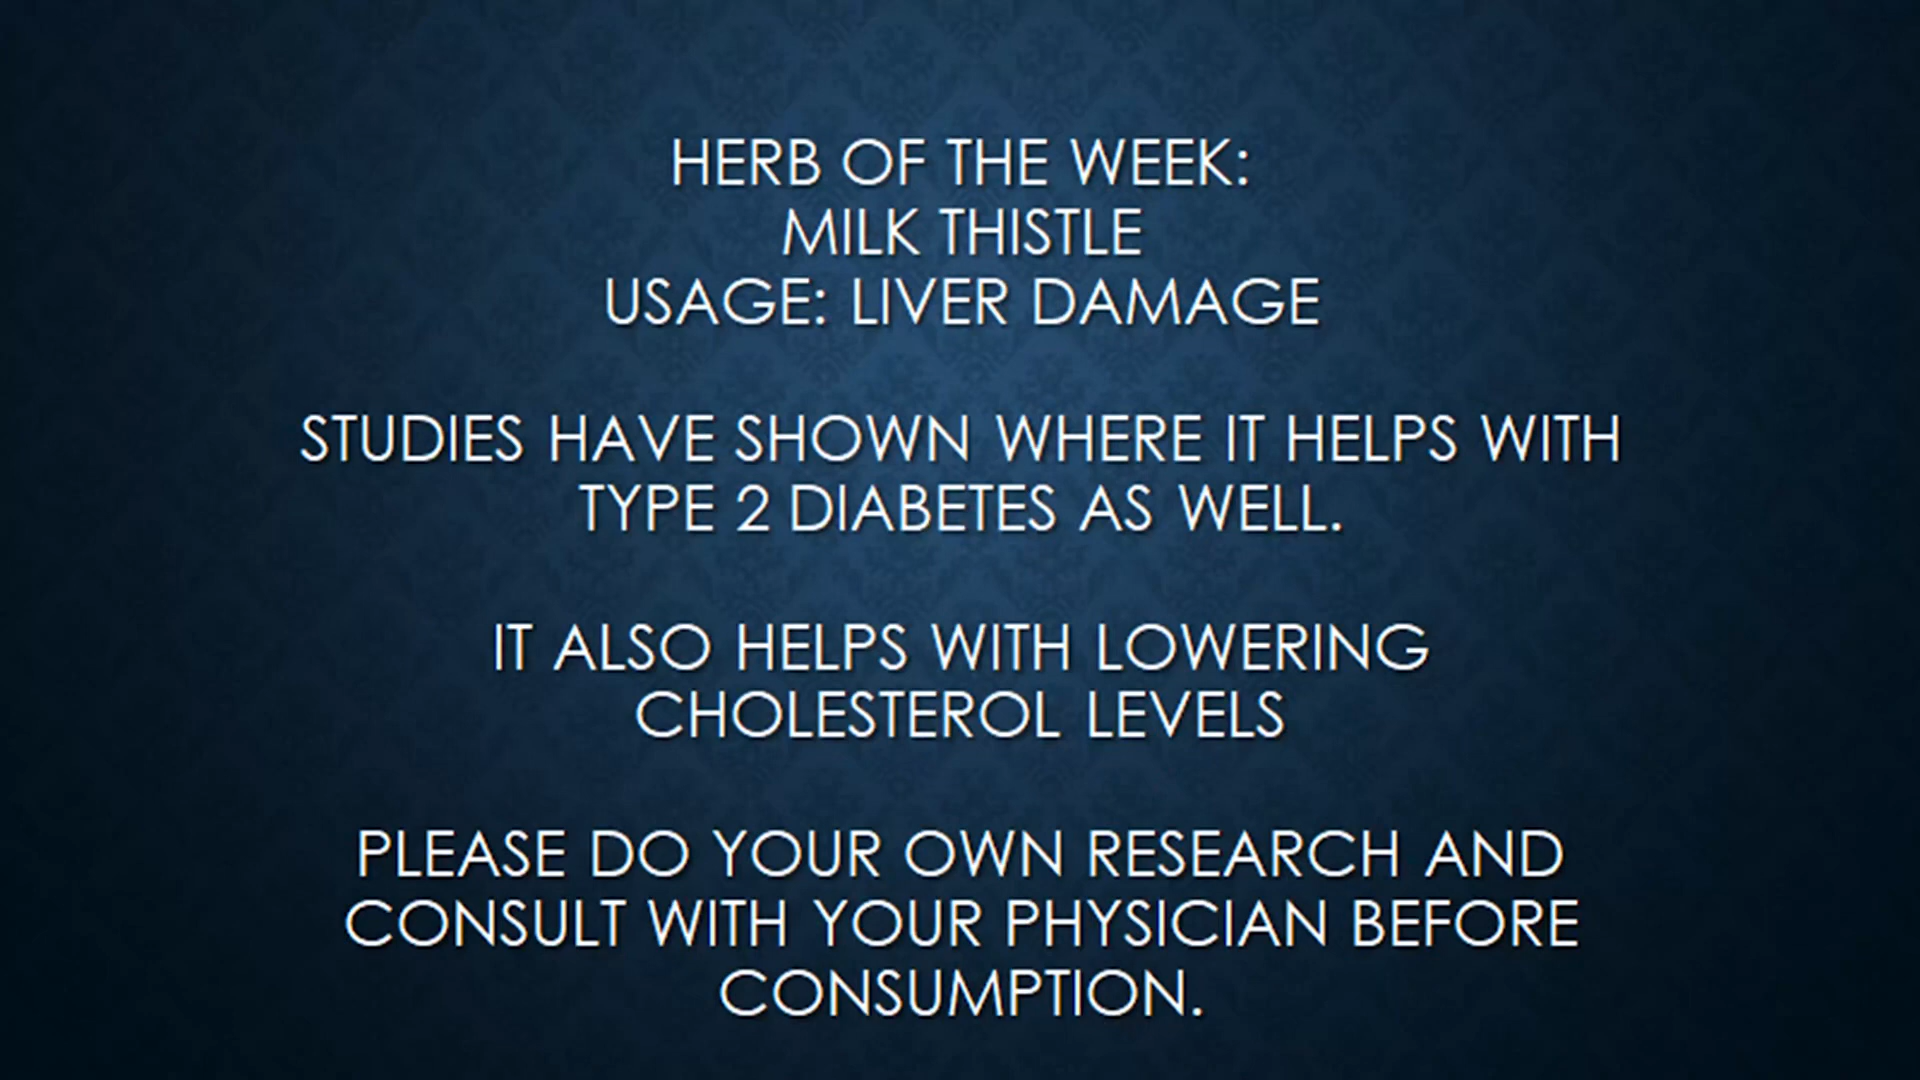 HERB OF THE WEEK:
MILK THISTLE
USAGE: LIVER DAMAGE
STUDIES HAVE SHOWN WHERE IT HELPS WITH
TYPE 2 DIABETES AS WELL.
IT ALSO HELPS WITH LOWERING
CHOLESTEROL LEVELS
PLEASE DO YOUR OWN RESEARCH AND
CONSULT WITH YOUR PHYSICIAN BEFORE
CONSUMPTION.